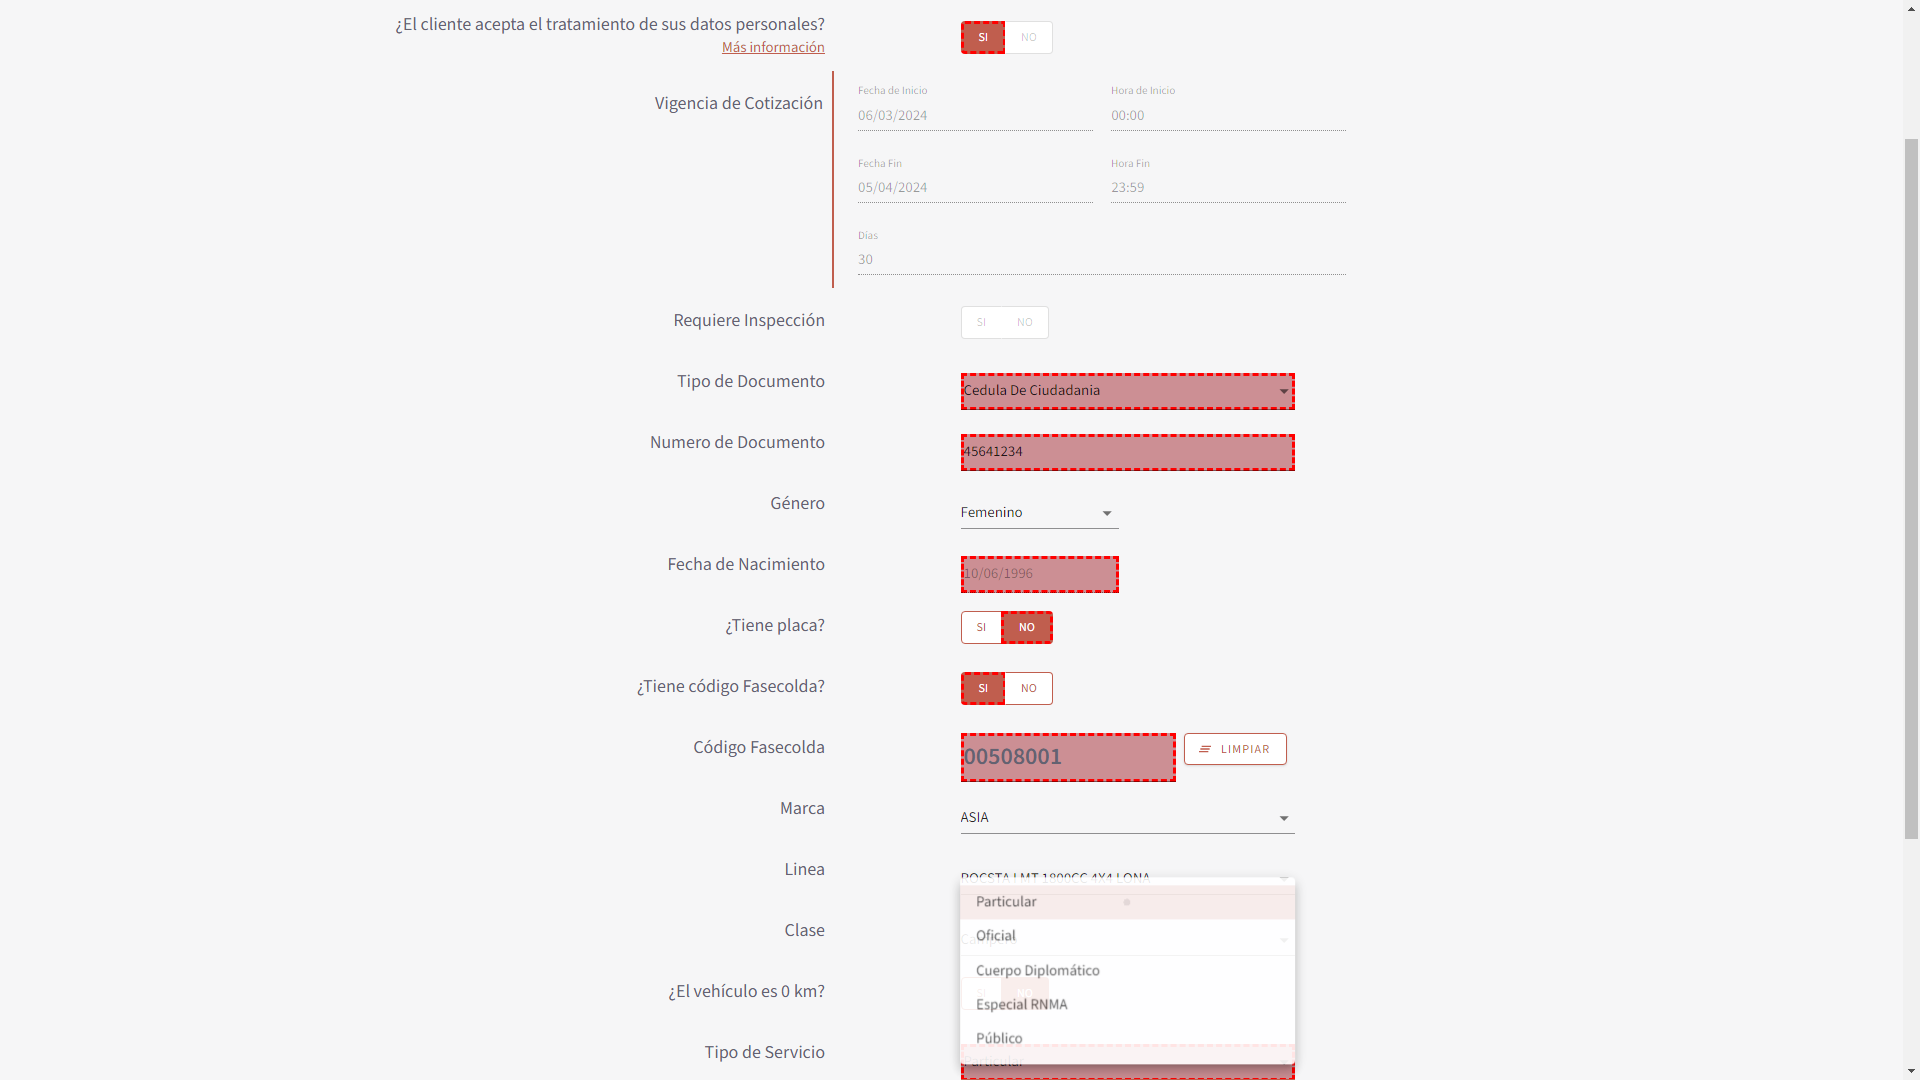 ¿El cliente acepta el tratamiento de sus datos personales?
Más información
SI NO
Vigencia de Cotización
Fecha de Inicio Hora de Inicio
06/03/2024 00:00
Fecha Fin Hora Fin
05/04/2024 23:59
Días
30
Requiere Inspección SI NO
Tipo de Documento Cedula De Ciudadania
Numero de Documento 45641234
Género Femenino
Fecha de Nacimiento 10/06/1996
¿Tiene placa? SI NO
¿Tiene código Fasecolda? SI NO
Código Fasecolda 00508001 LIMPIAR
Marca ASIA
Linea ROCSTA LMT 1800CC 4X4 LONA
Particular
Clase Oficial
Cuerpo Diplomático
¿El vehículo es 0 km? SI NO
Especial RNMA
Público
Tipo de Servicio Particular